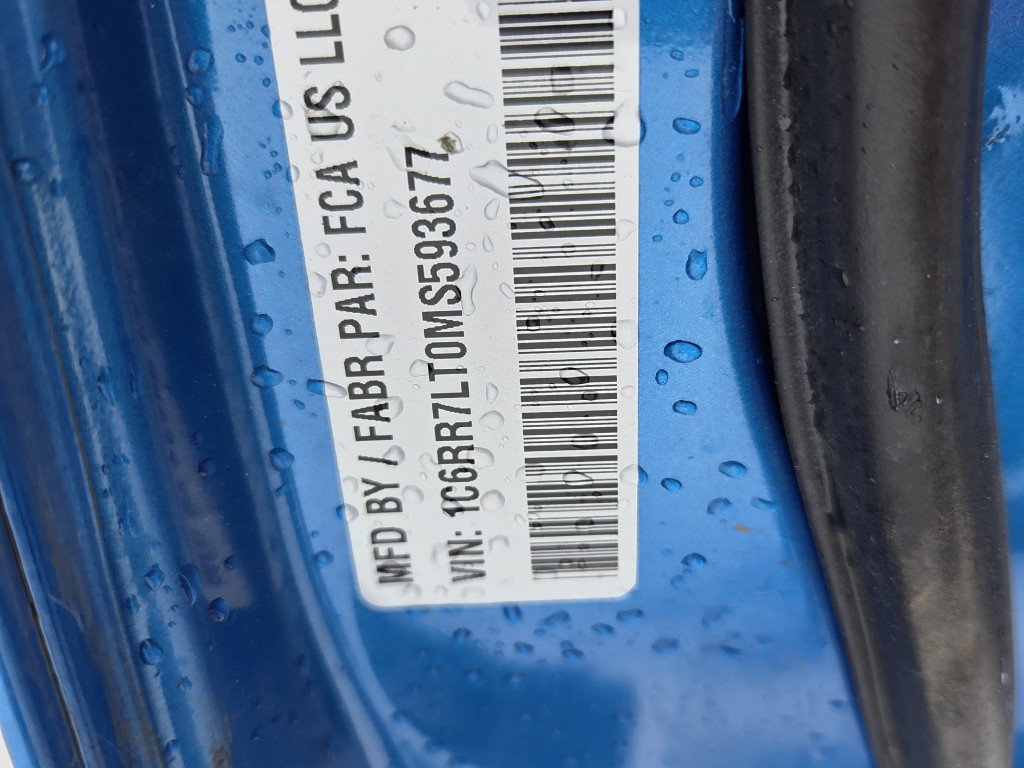 MFD BY / FABR PAR: FCA US LLC
VIN: 1C6RR7LT0MS593677